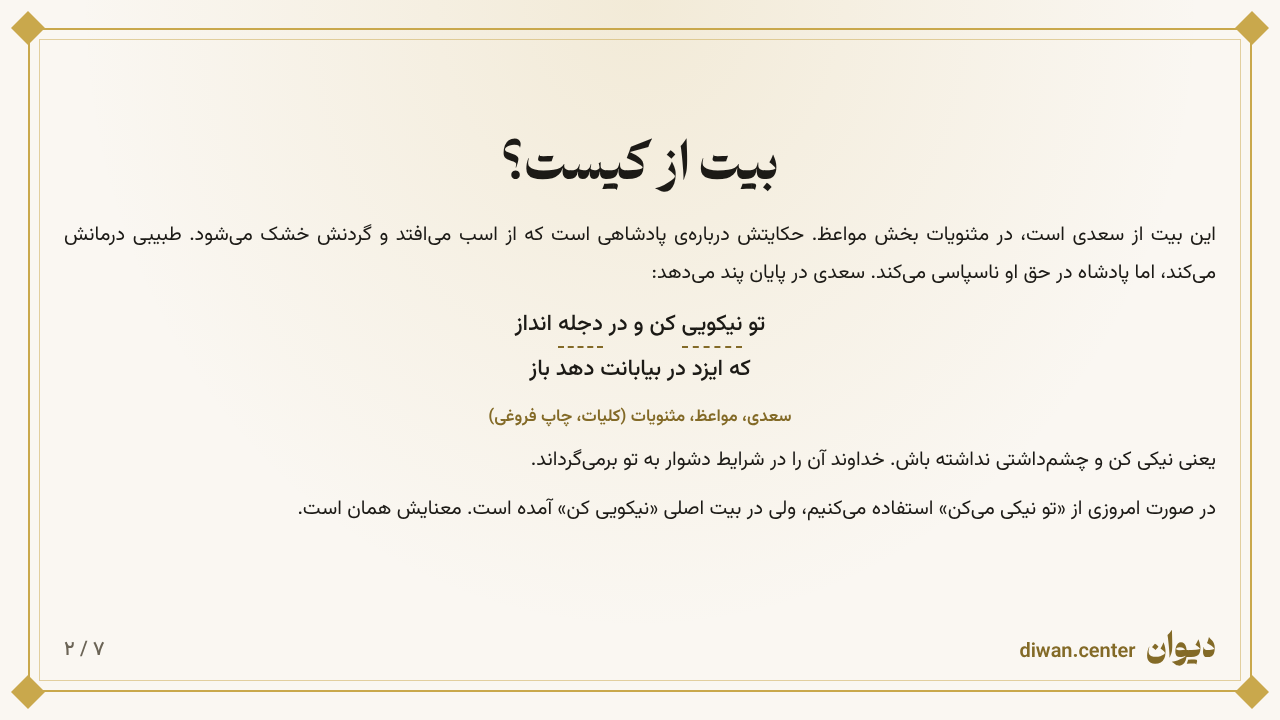 بیت از کیست؟
این بیت از سعدی است، در مثنویات بخش مواعظ. حکایتش درباره‌ی پادشاهی است که از اسب می‌افتد و گردنش خشک می‌شود. طبیبی درمانش
می‌کند، اما پادشاه در حق او ناسپاسی می‌کند. سعدی در پایان پند می‌دهد:
تو نیکویی کن و در دجله انداز
که ایزد در بیابانت دهد باز
سعدی، مواعظ، مثنویات (کلیات، چاپ فروغی)
یعنی نیکی کن و چشم‌داشتی نداشته باش. خداوند آن را در شرایط دشوار به تو برمی‌گرداند.
در صورت امروزی از «تو نیکی می‌کن» استفاده می‌کنیم، ولی در بیت اصلی «نیکویی کن» آمده است. معنایش همان است.
دیوان diwan.center
۲ / ۷